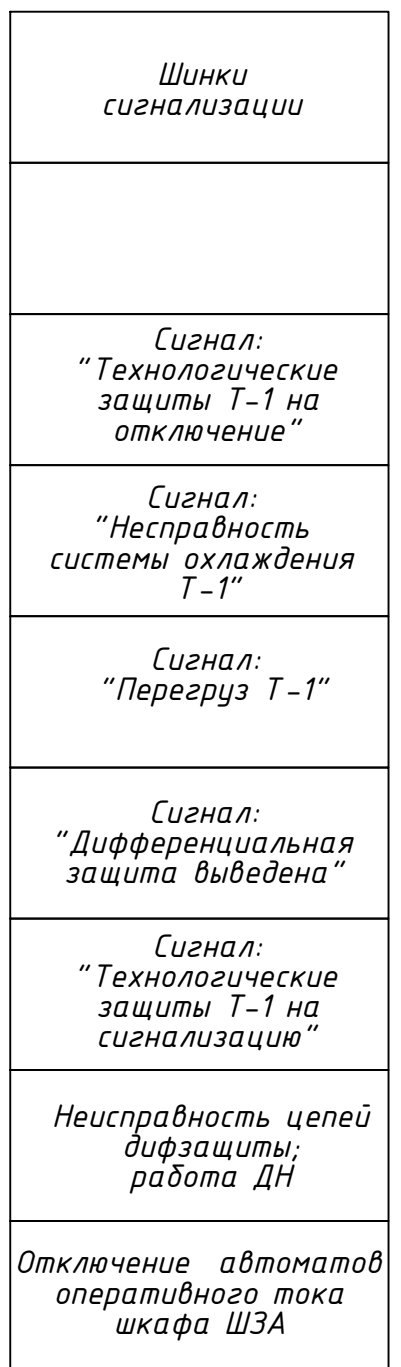 Шинки
сигнализации
Сигнал:
"Технологические
защиты Т-1 на
отключение"
Сигнал:
"Несправность
системы охлаждения
Т-1"
Сигнал:
"Перегруз Т-1"
Сигнал:
"Дифференциальная
защита выведена"
Сигнал:
"Технологические
защиты Т-1 на
сигнализацию"
Неисправность цепей
дифзащиты;
работа ДН
Отключение автоматов
оперативного тока
шкафа ШЗА